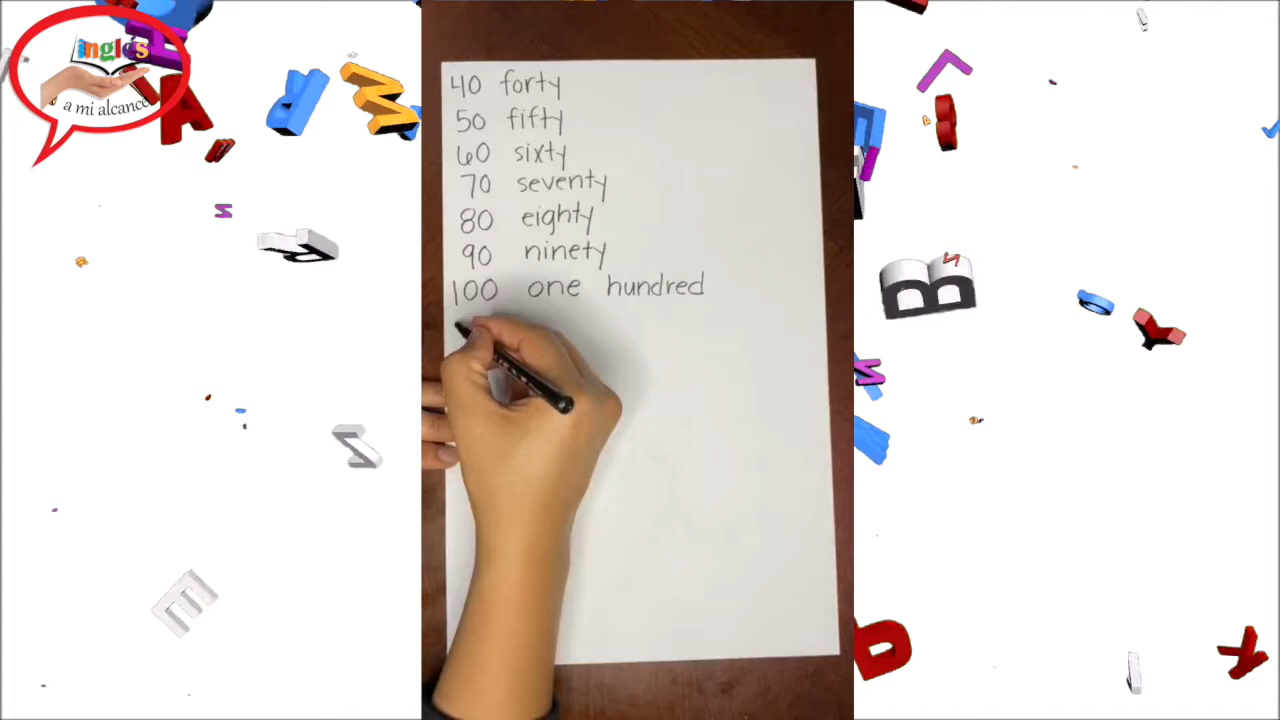 inglés
a mi alcance
40 forty
50 fifty
60 sixty
70 seventy
80 eighty
90 ninety
100 one hundred